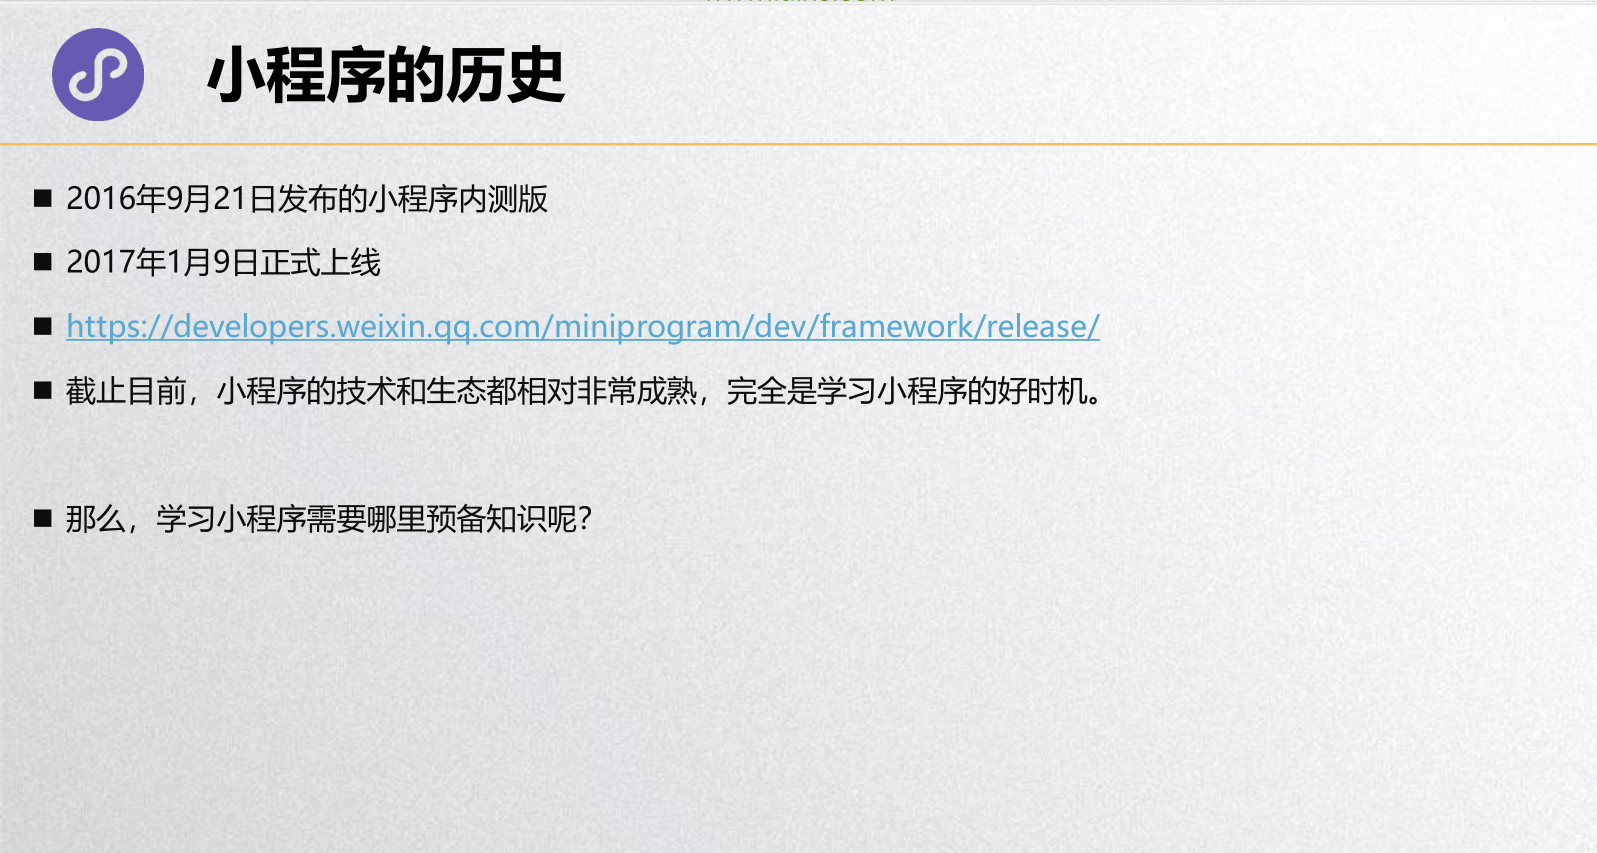 小程序的历史
2016年9月21日发布的小程序内测版
2017年1月9日正式上线
https://developers.weixin.qq.com/miniprogram/dev/framework/release/
截止目前，小程序的技术和生态都相对非常成熟，完全是学习小程序的好时机。
那么，学习小程序需要哪里预备知识呢？